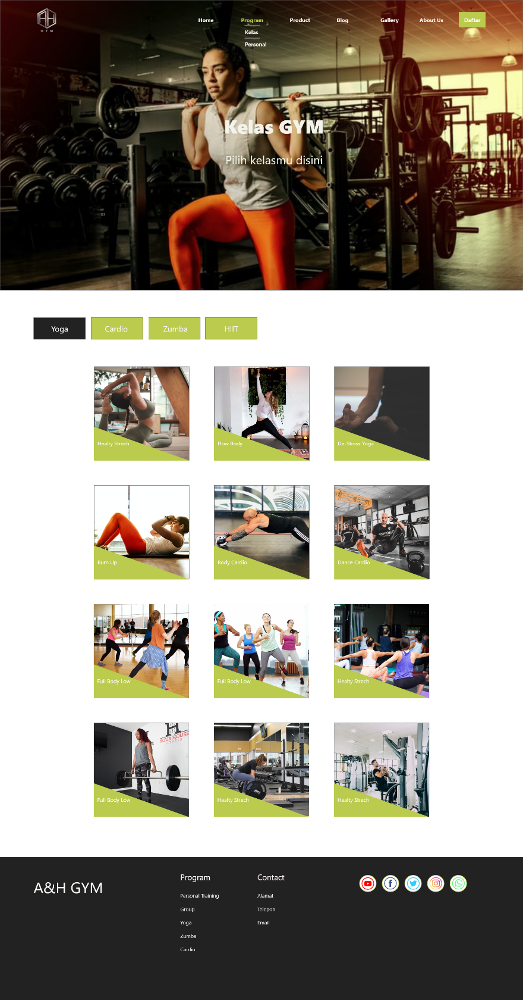 AH
GYM
Home Program Product Blog Gallery About Us Daftar
Kelas
Personal
Kelas GYM
Pilih kelasmu disini
ss
Yoga Cardio Zumba HIIT
Healty Strech Flow Body De-Stress Yoga
Burn Up Body Cardio Dance Cardio
Full Body Low Full Body Low Healty Strech
YOUR HOUSE
FITNESS
Full Body Low Healty Strech Healty Strech
A&H GYM
Program
Personal Training
Group
Yoga
Zumba
Cardio
Contact
Alamat
Telepon
Email